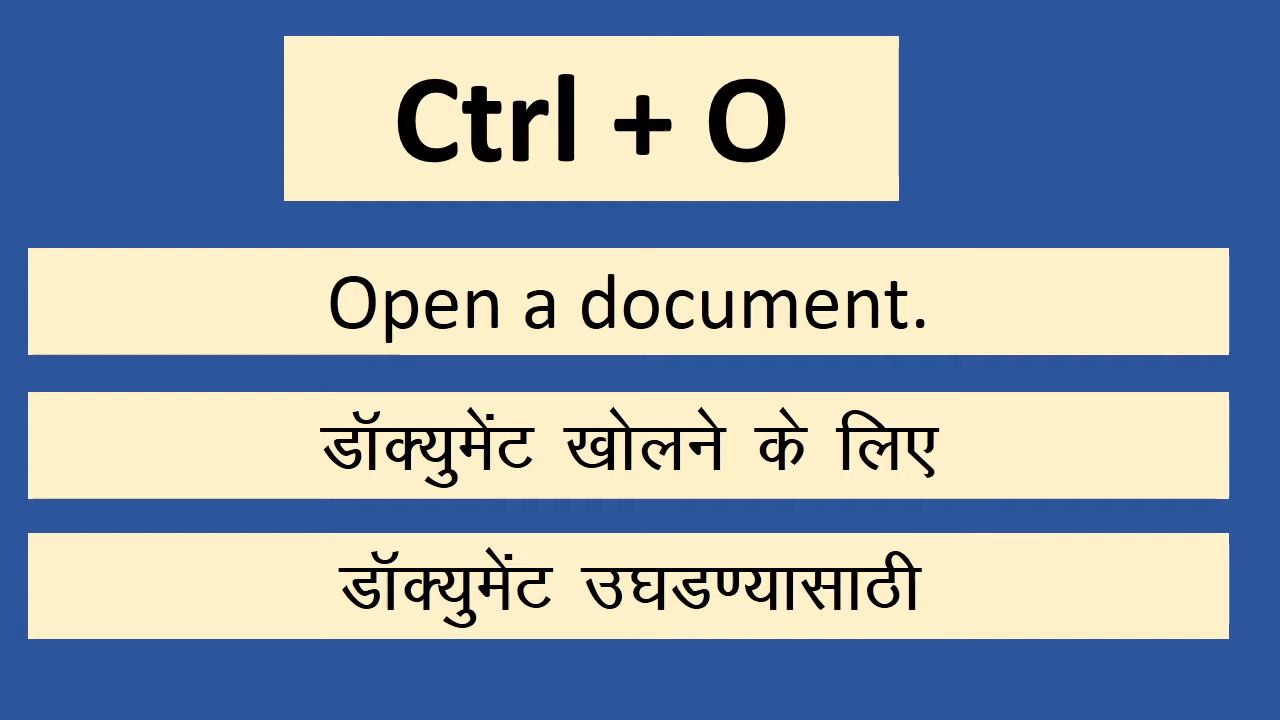 Ctrl + O
Open a document.
डॉक्युमेंट खोलने के लिए
डॉक्युमेंट उघडण्यासाठी